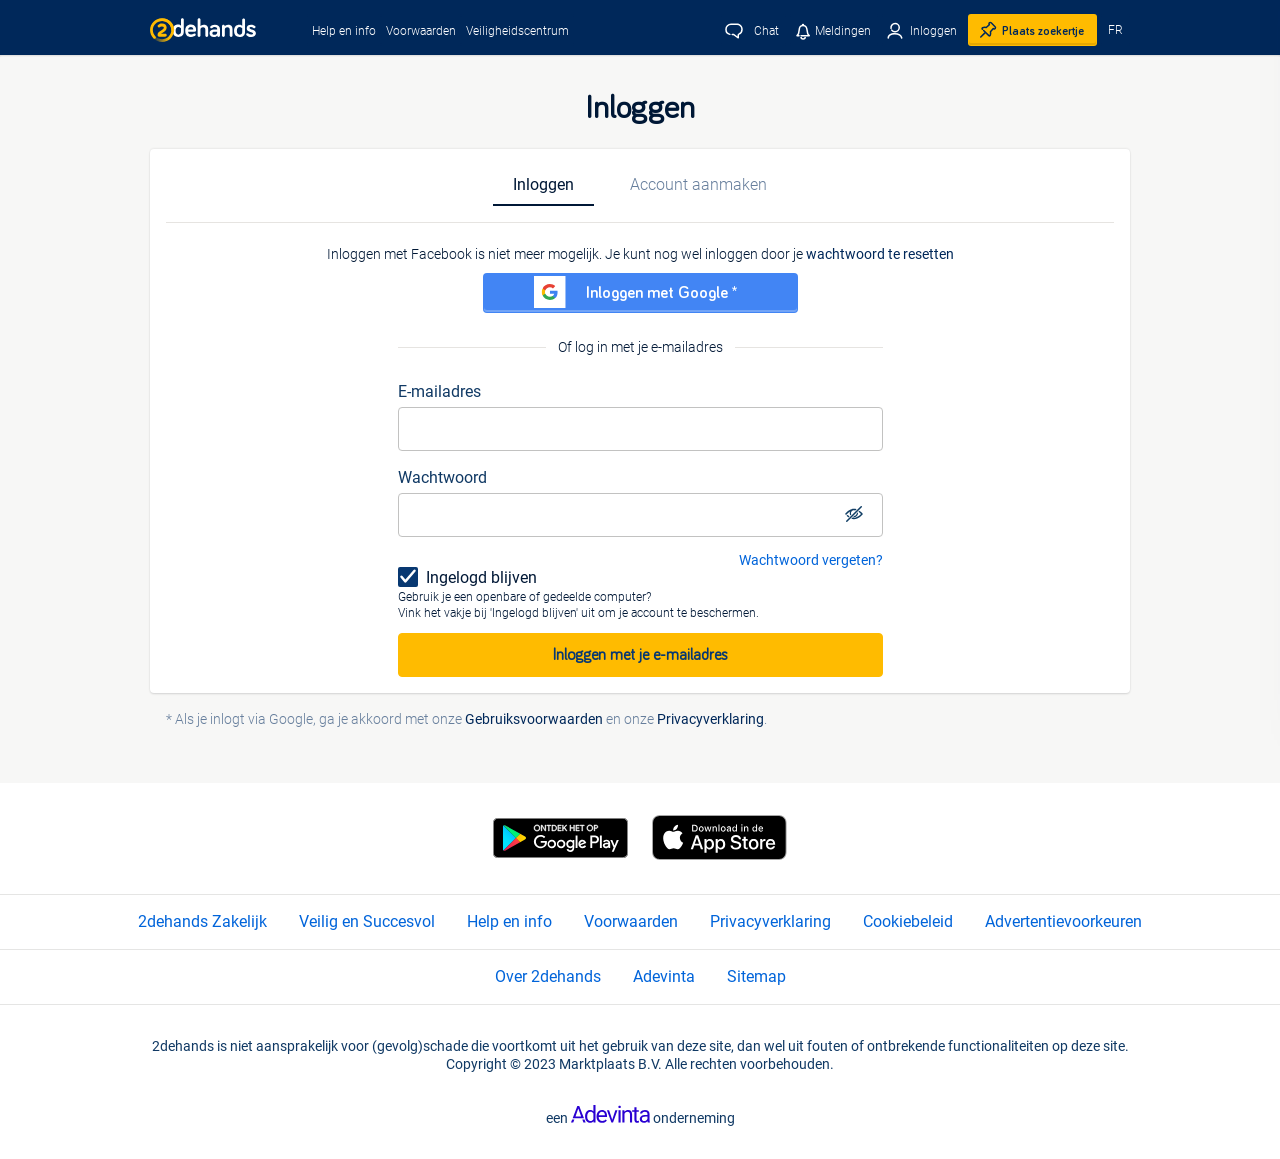 2dehands
Help en info Voorwaarden Veiligheidscentrum
Chat Meldingen Inloggen Plaats zoekertje FR
Inloggen
Inloggen Account aanmaken
Inloggen met Facebook is niet meer mogelijk. Je kunt nog wel inloggen door je wachtwoord te resetten
Inloggen met Google *
Of log in met je e-mailadres
E-mailadres
Wachtwoord
Wachtwoord vergeten?
Ingelogd blijven
Gebruik je een openbare of gedeelde computer?
Vink het vakje bij 'Ingelogd blijven' uit om je account te beschermen.
Inloggen met je e-mailadres
* Als je inlogt via Google, ga je akkoord met onze Gebruiksvoorwaarden en onze Privacyverklaring.
ONTDEK HET OP
Google Play
Download in de
App Store
2dehands Zakelijk Veilig en Succesvol Help en info Voorwaarden Privacyverklaring Cookiebeleid Advertentievoorkeuren
Over 2dehands Adevinta Sitemap
2dehands is niet aansprakelijk voor (gevolg)schade die voortkomt uit het gebruik van deze site, dan wel uit fouten of ontbrekende functionaliteiten op deze site.
Copyright © 2023 Marktplaats B.V. Alle rechten voorbehouden.
een Adevinta onderneming